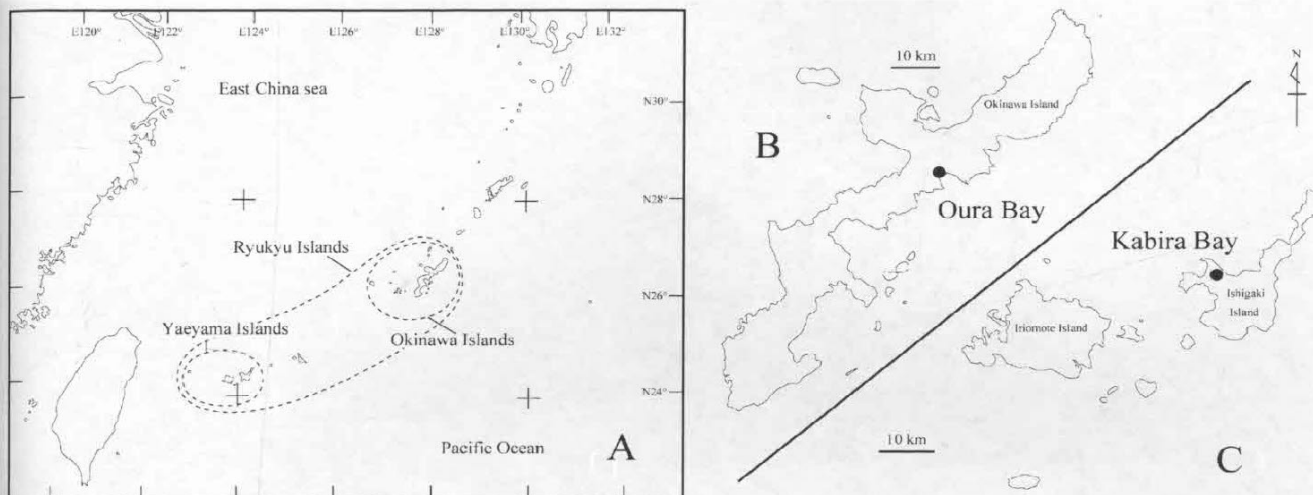 E120° E122° E124° E126° E128° E130° E132°
East China sea
N30°
N28°
Ryukyu Islands
N26°
Yaeyama Islands
Okinawa Islands
N24°
Pacific Ocean
A
10 km
Okinawa Island
N
B
Oura Bay
Kabira Bay
Ishigaki
Island
Iriomote Island
10 km
C